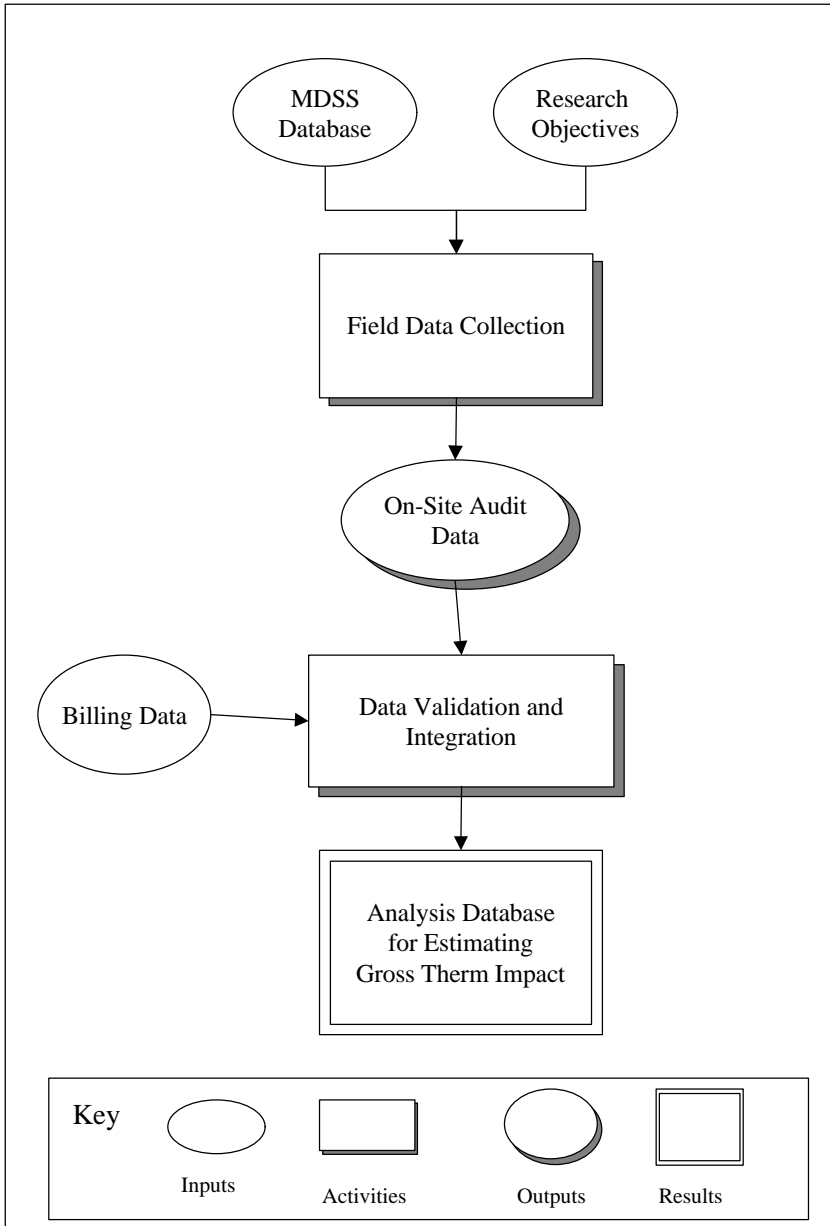 MDSS
Database
Research
Objectives
Field Data Collection
On-Site Audit
Data
Billing Data
Data Validation and
Integration
Analysis Database
for Estimating
Gross Therm Impact
Key
Inputs
Activities
Outputs
Results